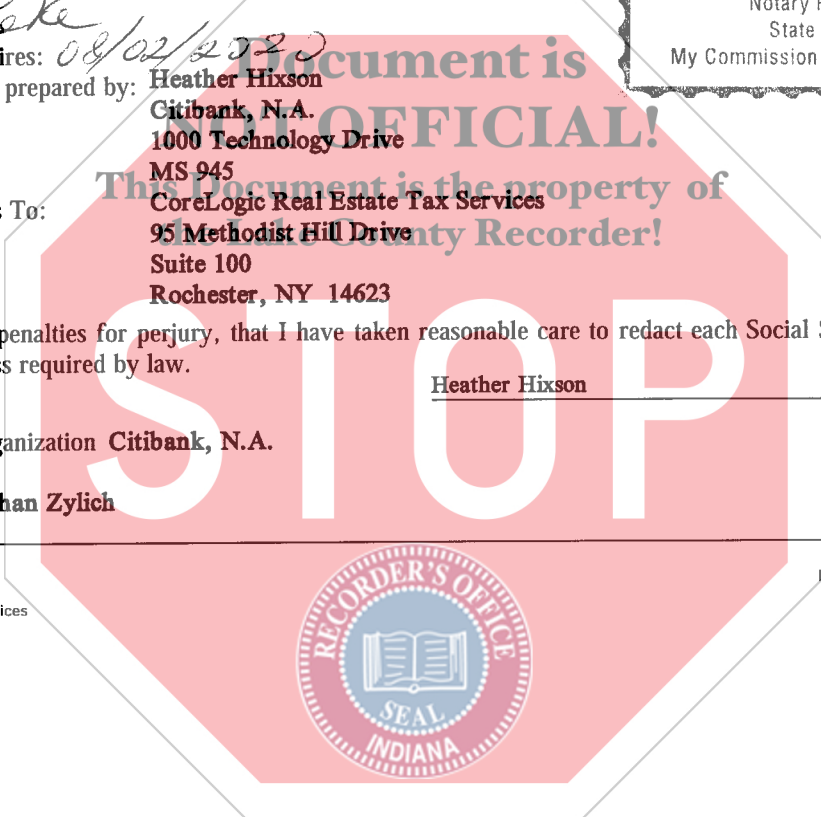 Notary
State
ires: 08/02/2020
My Commission
prepared by: Heather Hixson
Citibank, N.A.
1000 Technology Drive
MS 945
s To:
CoreLogic Real Estate Tax Services
95 Methodist Hill Drive
Suite 100
Rochester, NY 14623
Document is
NOT OFFICIAL!
This Document is the property of
the Lake County Recorder!
penalties for perjury, that I have taken reasonable care to redact each Social S
s required by law.
Heather Hixson
ganization Citibank, N.A.
han Zylich
STOP
ices
RECORDER'S OFFICE
SEAL
INDIANA